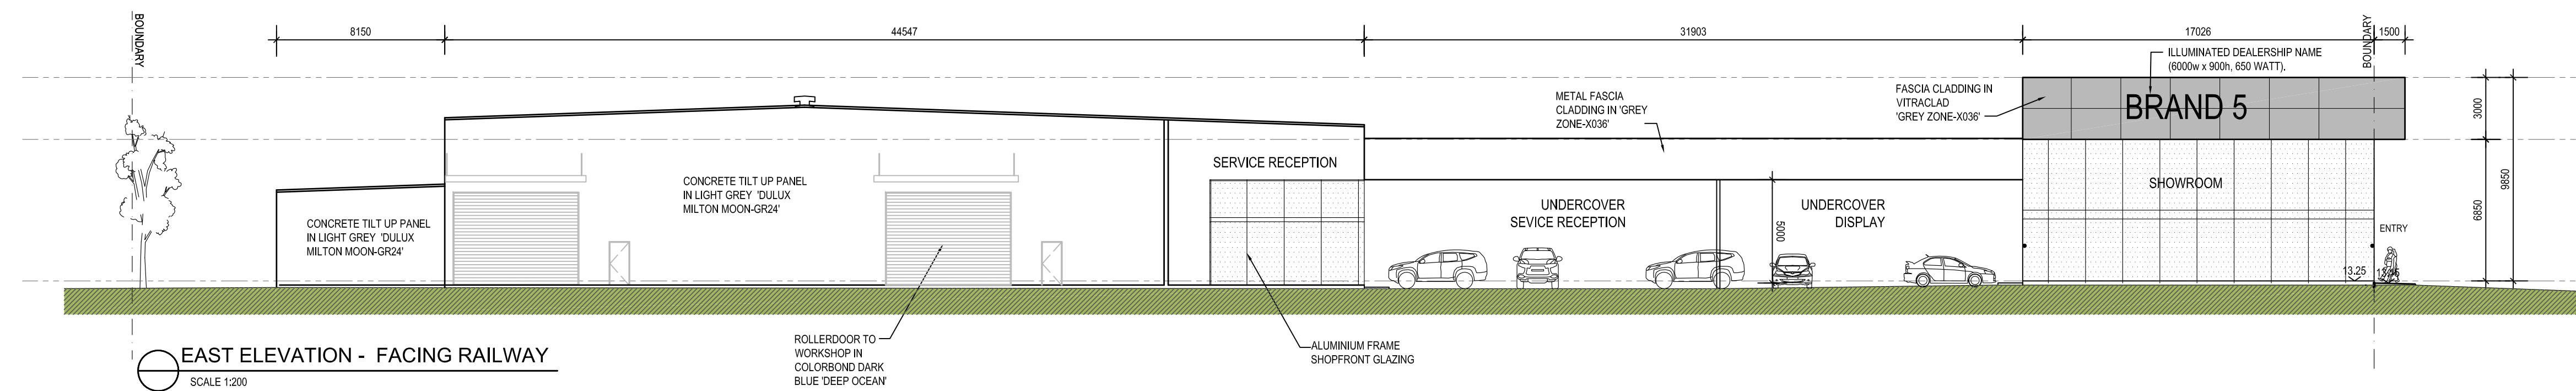 BOUNDARY
8150
44547
31903
17026
1500
BOUNDARY
ILLUMINATED DEALERSHIP NAME
(6000w x 900h, 650 WATT).
METAL FASCIA
CLADDING IN 'GREY
ZONE-X036'
FASCIA CLADDING IN
VITRACLAD
'GREY ZONE-X036'
BRAND 5
3000
9850
6850
CONCRETE TILT UP PANEL
IN LIGHT GREY 'DULUX
MILTON MOON-GR24'
CONCRETE TILT UP PANEL
IN LIGHT GREY 'DULUX
MILTON MOON-GR24'
SERVICE RECEPTION
UNDERCOVER
SEVICE RECEPTION
UNDERCOVER
DISPLAY
5000
SHOWROOM
ENTRY
13.25
ROLLERDOOR TO
WORKSHOP IN
COLORBOND DARK
BLUE 'DEEP OCEAN'
ALUMINIUM FRAME
SHOPFRONT GLAZING
EAST ELEVATION - FACING RAILWAY
SCALE 1:200